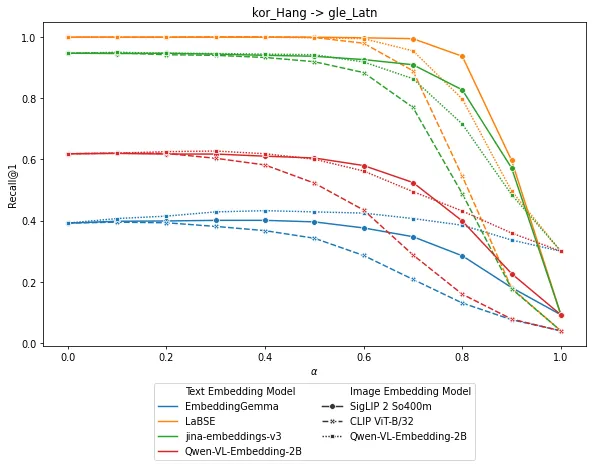 kor_Hang -> gle_Latn
Recall@1
1.0
0.8
0.6
0.4
0.2
0.0
0.0 0.2 0.4 0.6 0.8 1.0
α
Text Embedding Model
EmbeddingGemma
LaBSE
jina-embeddings-v3
Qwen-VL-Embedding-2B
Image Embedding Model
SigLIP 2 So400m
CLIP ViT-B/32
Qwen-VL-Embedding-2B